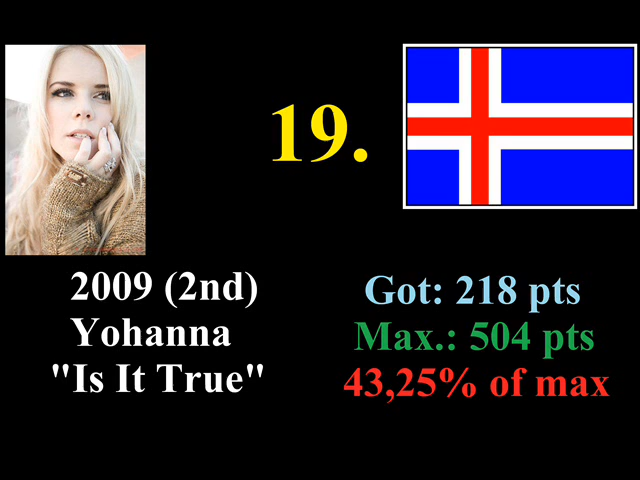 19.
2009 (2nd)
Yohanna
"Is It True"
Got: 218 pts
Max.: 504 pts
43,25% of max